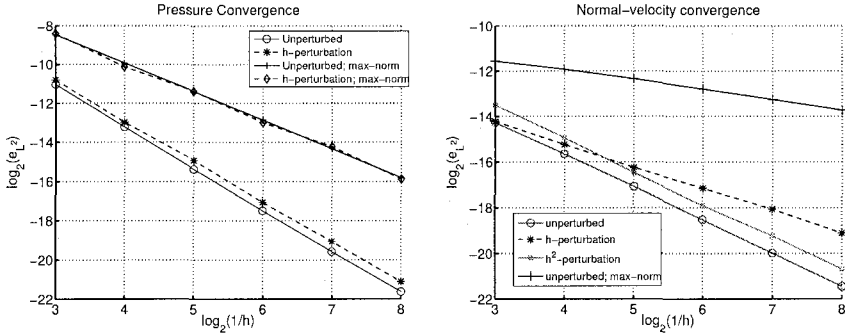 Pressure Convergence
−8
−10
−12
−14
−16
−18
−20
−22
3
4
5
6
7
8
log₂(1/h)
log₂(e_L²)
Unperturbed
h−perturbation
Unperturbed; max−norm
h−perturbation; max−norm
Normal−velocity convergence
−10
−12
−14
−16
−18
−20
−22
3
4
5
6
7
8
log₂(1/h)
log₂(e_L²)
unperturbed
h−perturbation
h²−perturbation
unperturbed; max−norm